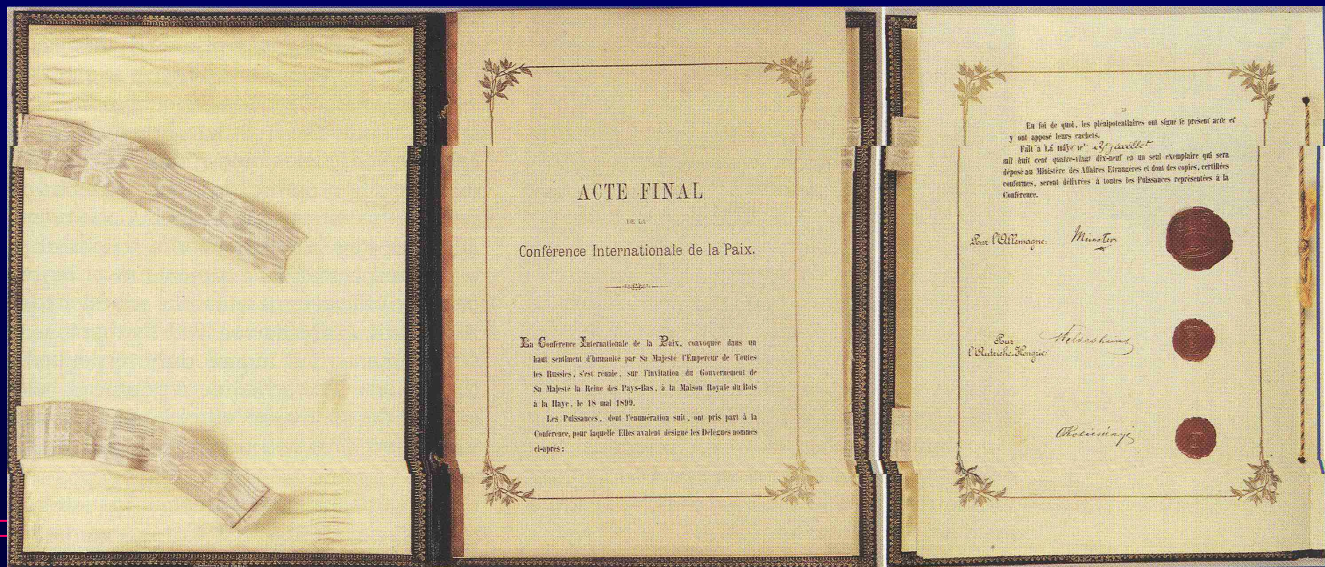 ACTE FINAL
DE LA
Conférence Internationale de la Paix.
La Conférence Internationale de la Paix, convoquée dans un
haut sentiment d'humanité par Sa Majesté l'Empereur de Toutes
les Russies, s'est réunie, sur l'invitation du Gouvernement de
Sa Majesté la Reine des Pays-Bas, à la Maison Royale du Bois
à la Haye, le 18 mai 1899.
Les Puissances, dont l'énumération suit, ont pris part à la
Conférence, pour laquelle Elles avaient désigné les Délégués nommés
ci-après:
En foi de quoi, les plénipotentiaires ont signé le présent acte et
y ont apposé leurs cachets.
Fait à La Haye le 29 juillet
mil huit cent quatre-vingt dix-neuf en un seul exemplaire qui sera
déposé au Ministère des Affaires Etrangères et dont des copies, certifiées
conformes, seront délivrées à toutes les Puissances représentées à la
Conférence.
Pour l'Allemagne: Münster
Pour
l'Autriche-Hongrie